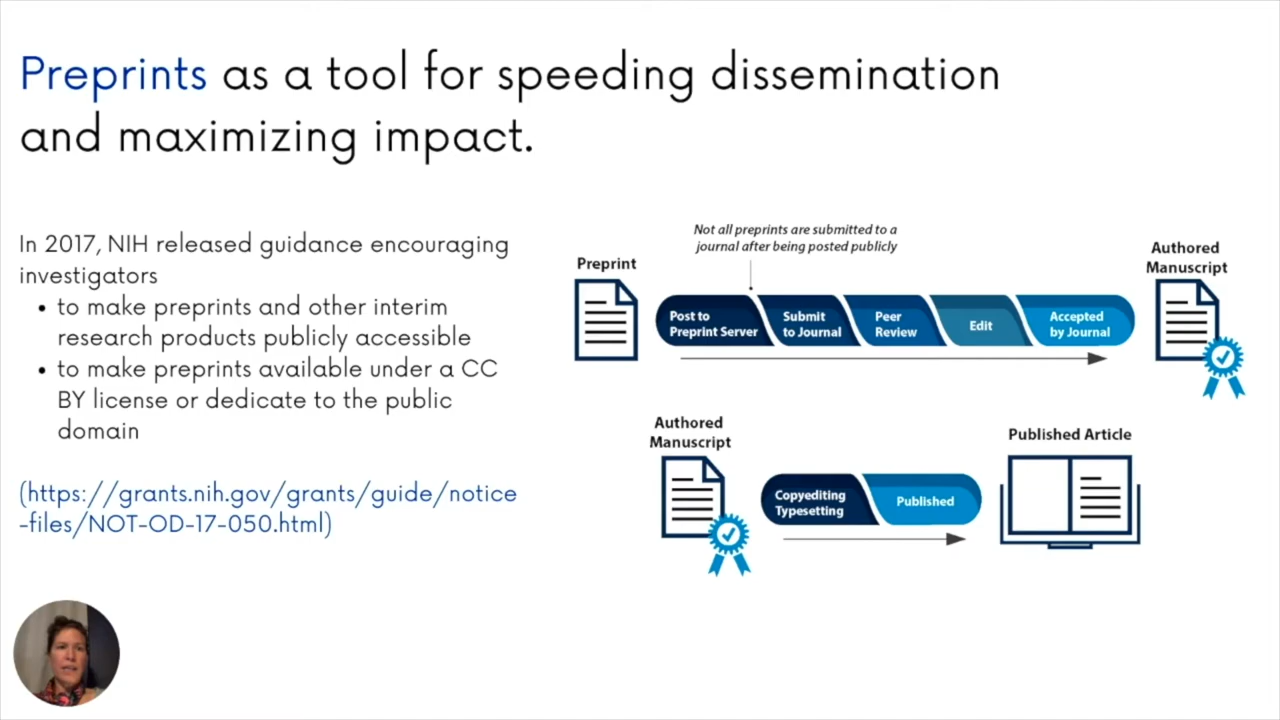 Preprints as a tool for speeding dissemination
and maximizing impact.
In 2017, NIH released guidance encouraging
investigators
• to make preprints and other interim
research products publicly accessible
• to make preprints available under a CC
BY license or dedicate to the public
domain
(https://grants.nih.gov/grants/guide/notice
-files/NOT-OD-17-050.html)
Not all preprints are submitted to a
journal after being posted publicly
Preprint
Post to
Preprint Server
Submit
to Journal
Peer
Review
Edit
Accepted
by Journal
Authored
Manuscript
Authored
Manuscript
Copyediting
Typesetting
Published
Published Article